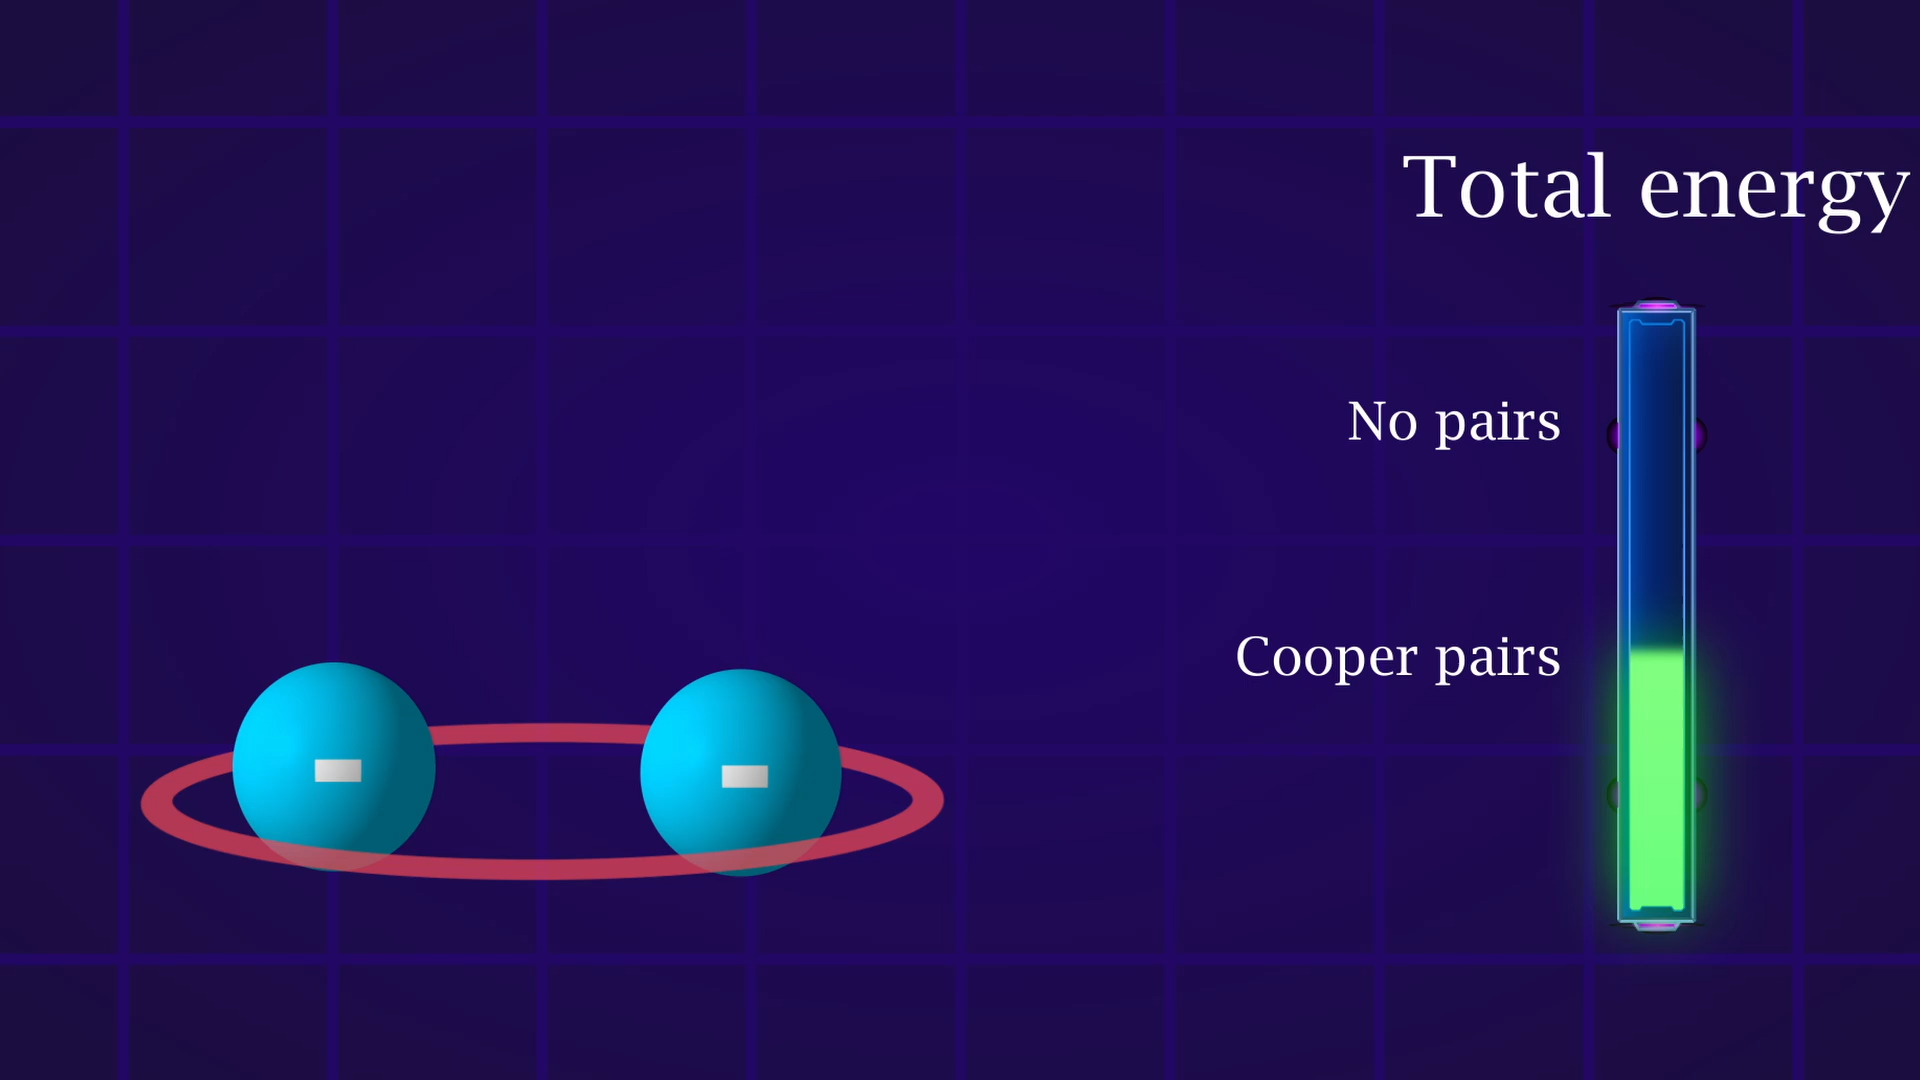 Total energy
No pairs
Cooper pairs
-
-